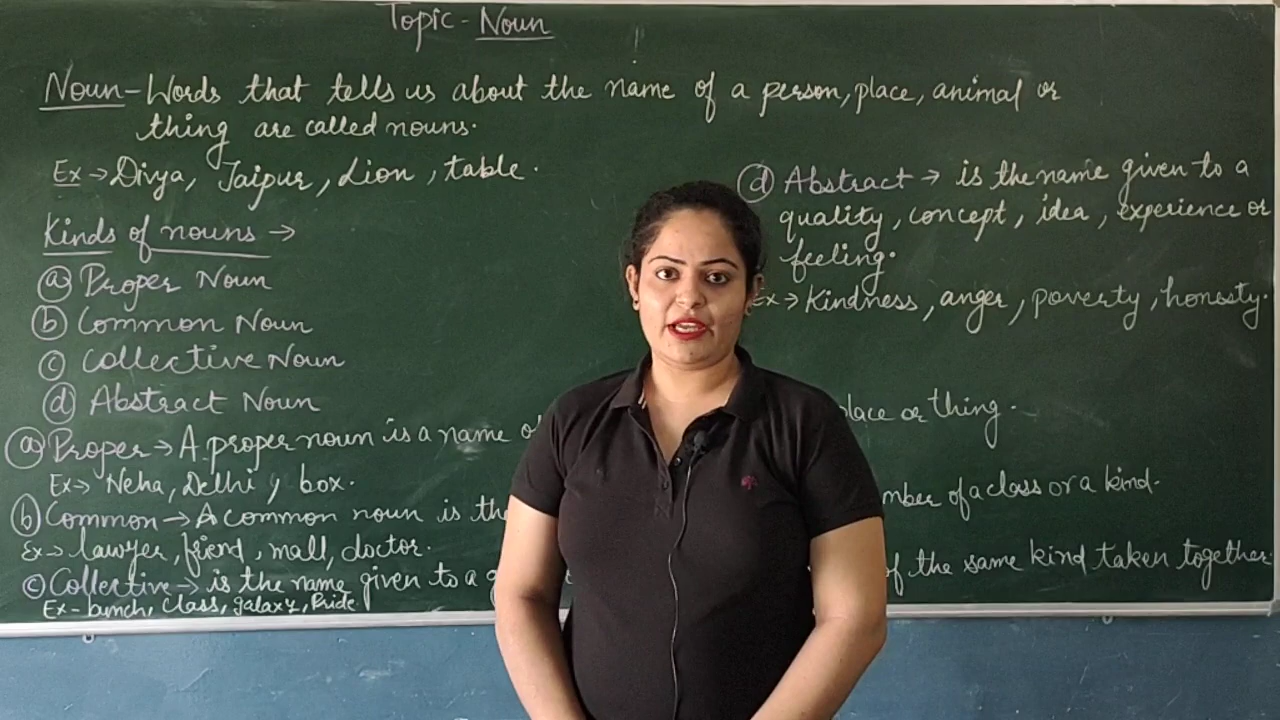 Topic - Noun
Noun - Words that tells us about the name of a person, place, animal or
thing are called nouns.
Ex → Divya, Jaipur, Lion, table.
Kinds of nouns →
(a) Proper Noun
(b) Common Noun
(c) Collective Noun
(d) Abstract Noun
(a) Proper → A proper noun is a name of place or thing.
Ex → Neha, Delhi, box.
(b) Common → A common noun is the mber of a class or a kind.
Ex → lawyer, friend, mall, doctor.
(c) Collective → is the name given to a of the same kind taken together
Ex - bunch, class, galaxy, Pride
(d) Abstract → is the name given to a
quality, concept, idea, experience or
feeling.
Ex → Kindness, anger, poverty, honesty.